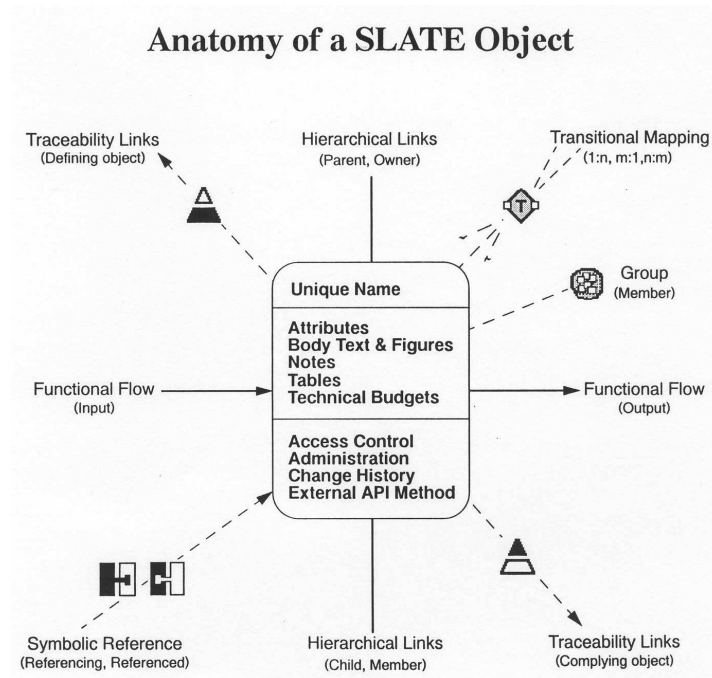 Anatomy of a SLATE Object
Traceability Links
(Defining object)
Hierarchical Links
(Parent, Owner)
Transitional Mapping
(1:n, m:1,n:m)
T
Group
(Member)
Unique Name
Attributes
Body Text & Figures
Notes
Tables
Technical Budgets
Functional Flow
(Input)
Functional Flow
(Output)
Access Control
Administration
Change History
External API Method
Symbolic Reference
(Referencing, Referenced)
Hierarchical Links
(Child, Member)
Traceability Links
(Complying object)